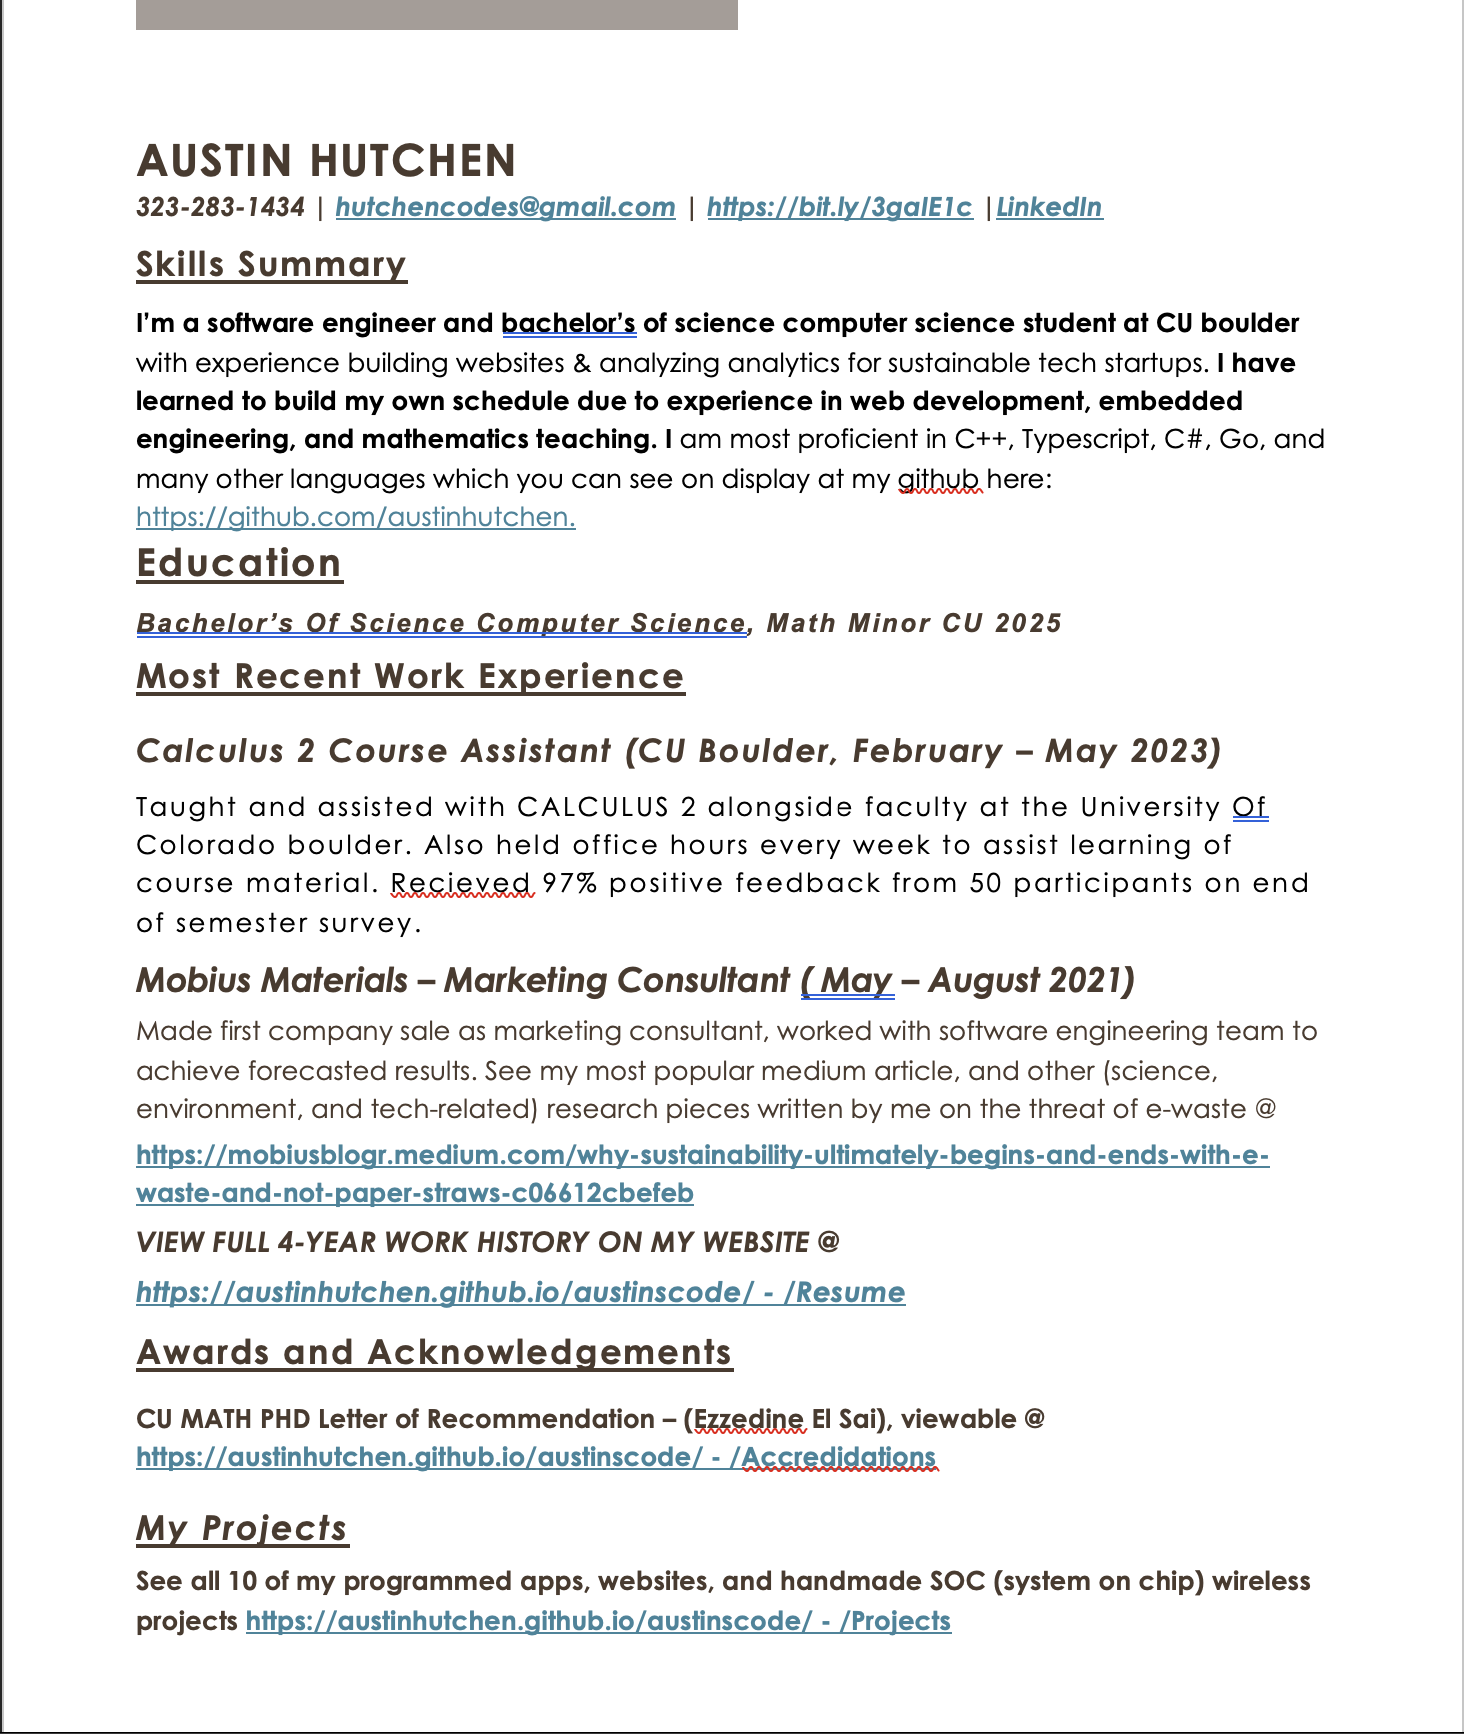 AUSTIN HUTCHEN
323-283-1434 | hutchencodes@gmail.com | https://bit.ly/3galE1c |LinkedIn
Skills Summary
I’m a software engineer and bachelor’s of science computer science student at CU boulder
with experience building websites & analyzing analytics for sustainable tech startups. I have
learned to build my own schedule due to experience in web development, embedded
engineering, and mathematics teaching. I am most proficient in C++, Typescript, C#, Go, and
many other languages which you can see on display at my github here:
https://github.com/austinhutchen.
Education
Bachelor’s Of Science Computer Science, Math Minor CU 2025
Most Recent Work Experience
Calculus 2 Course Assistant (CU Boulder, February – May 2023)
Taught and assisted with CALCULUS 2 alongside faculty at the University Of
Colorado boulder. Also held office hours every week to assist learning of
course material. Recieved 97% positive feedback from 50 participants on end
of semester survey.
Mobius Materials – Marketing Consultant ( May – August 2021)
Made first company sale as marketing consultant, worked with software engineering team to
achieve forecasted results. See my most popular medium article, and other (science,
environment, and tech-related) research pieces written by me on the threat of e-waste @
https://mobiusblogr.medium.com/why-sustainability-ultimately-begins-and-ends-with-e-
waste-and-not-paper-straws-c06612cbefeb
VIEW FULL 4-YEAR WORK HISTORY ON MY WEBSITE @
https://austinhutchen.github.io/austinscode/ - /Resume
Awards and Acknowledgements
CU MATH PHD Letter of Recommendation – (Ezzedine El Sai), viewable @
https://austinhutchen.github.io/austinscode/ - /Accredidations
My Projects
See all 10 of my programmed apps, websites, and handmade SOC (system on chip) wireless
projects https://austinhutchen.github.io/austinscode/ - /Projects